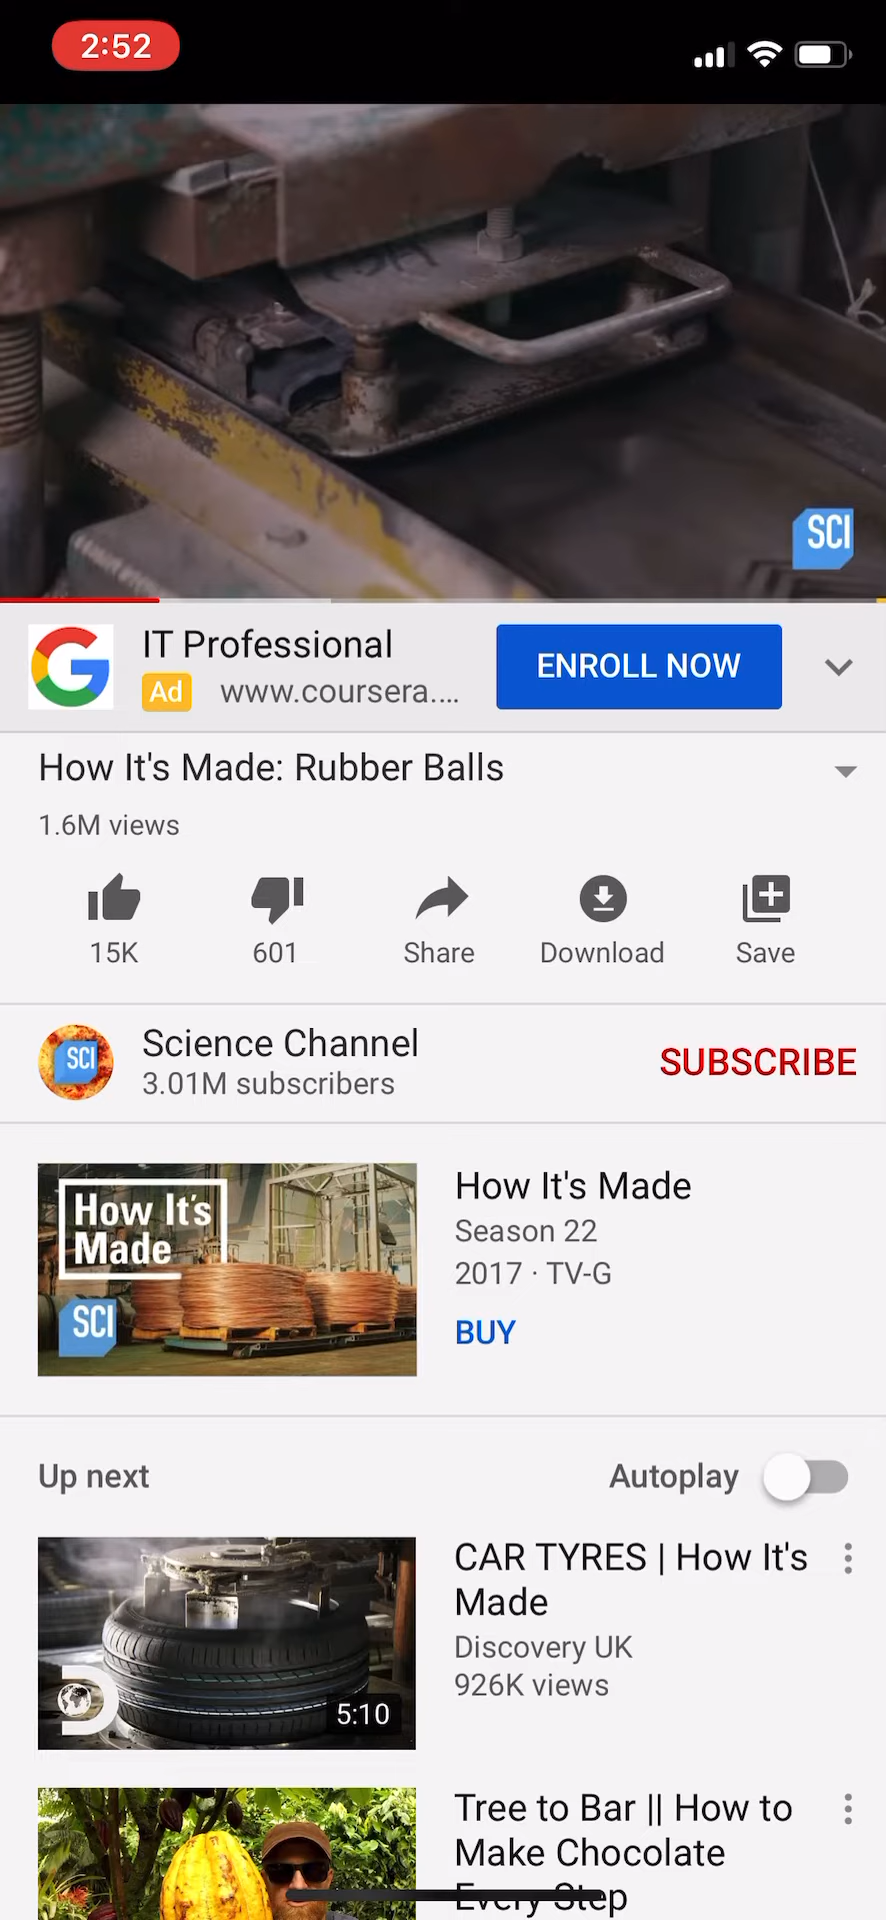 2:52
SCI
IT Professional
ENROLL NOW
Ad www.coursera....
How It's Made: Rubber Balls
1.6M views
15K
601
Share
Download
Save
SCI
Science Channel
3.01M subscribers
SUBSCRIBE
How It's
Made
SCI
How It's Made
Season 22
2017 · TV-G
BUY
Up next
Autoplay
5:10
CAR TYRES | How It's
Made
Discovery UK
926K views
Tree to Bar || How to
Make Chocolate
Every Step